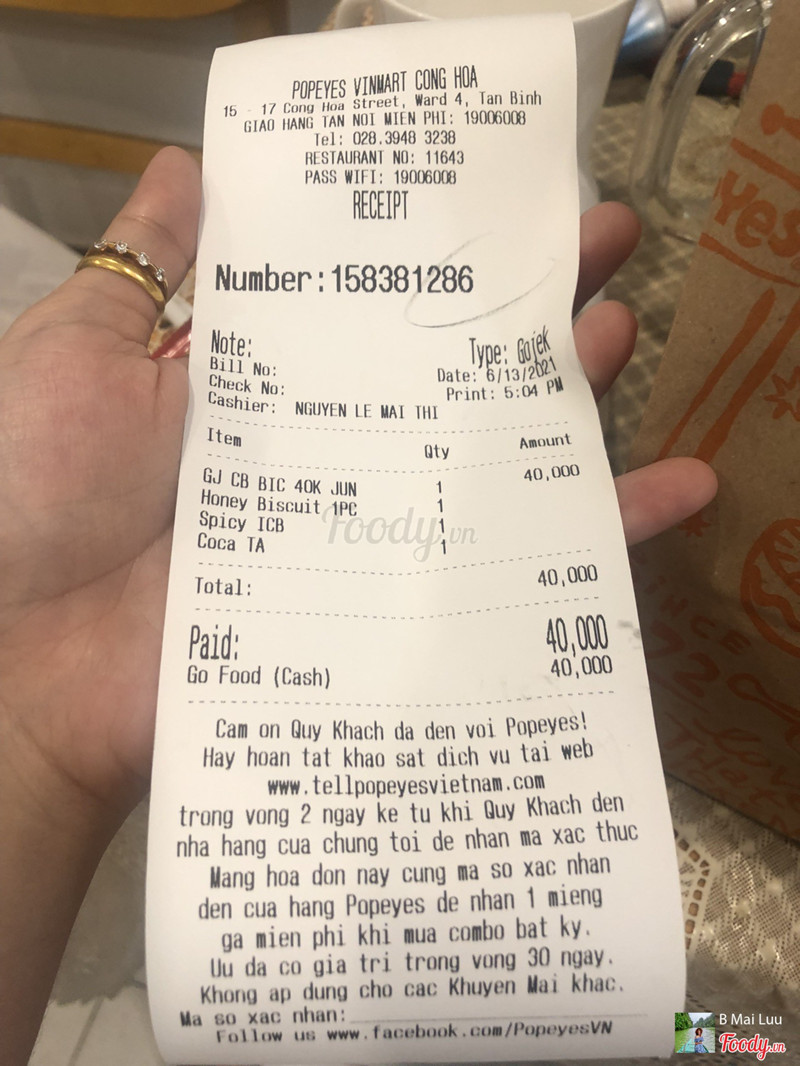 POPEYES VINMART CONG HOA
15 - 17 Cong Hoa Street, Ward 4, Tan Binh
GIAO HANG TAN NOI MIEN PHI: 19006008
Tel: 028.3948 3238
RESTAURANT NO: 11643
PASS WIFI: 19006008
RECEIPT
Number:158381286
Note:
Type: Gojek
Bill No:
Date: 6/13/2021
Check No:
Print: 5:04 PM
Cashier: NGUYEN LE MAI THI
Item Qty Amount
GJ CB BIC 40K JUN 1 40,000
Honey Biscuit 1PC 1
Spicy ICB 1
Coca TA 1
Total: 40,000
Paid: 40,000
Go Food (Cash) 40,000
Cam on Quy Khach da den voi Popeyes!
Hay hoan tat khao sat dich vu tai web
www.tellpopeyesvietnam.com
trong vong 2 ngay ke tu khi Quy Khach den
nha hang cua chung toi de nhan ma xac thuc
Mang hoa don nay cung ma so xac nhan
den cua hang Popeyes de nhan 1 mieng
ga mien phi khi mua combo bat ky.
Uu da co gia tri trong vong 30 ngay.
Khong ap dung cho cac Khuyen Mai khac.
Ma so xac nhan:
Follow us www.facebook.com/PopeyesVN
Foody.vn
yes
INCE
72
B Mai Luu
Foody.vn